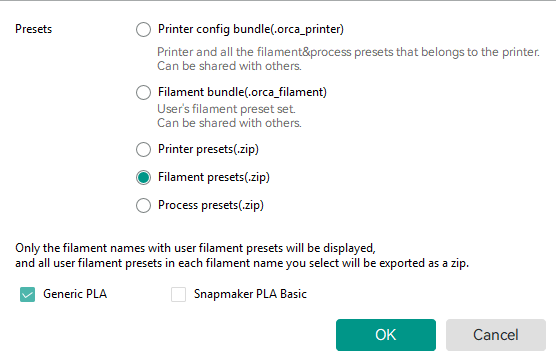 Presets
Printer config bundle(.orca_printer)
Printer and all the filament&process presets that belongs to the printer.
Can be shared with others.
Filament bundle(.orca_filament)
User's filament preset set.
Can be shared with others.
Printer presets(.zip)
Filament presets(.zip)
Process presets(.zip)
Only the filament names with user filament presets will be displayed,
and all user filament presets in each filament name you select will be exported as a zip.
Generic PLA
Snapmaker PLA Basic
OK
Cancel